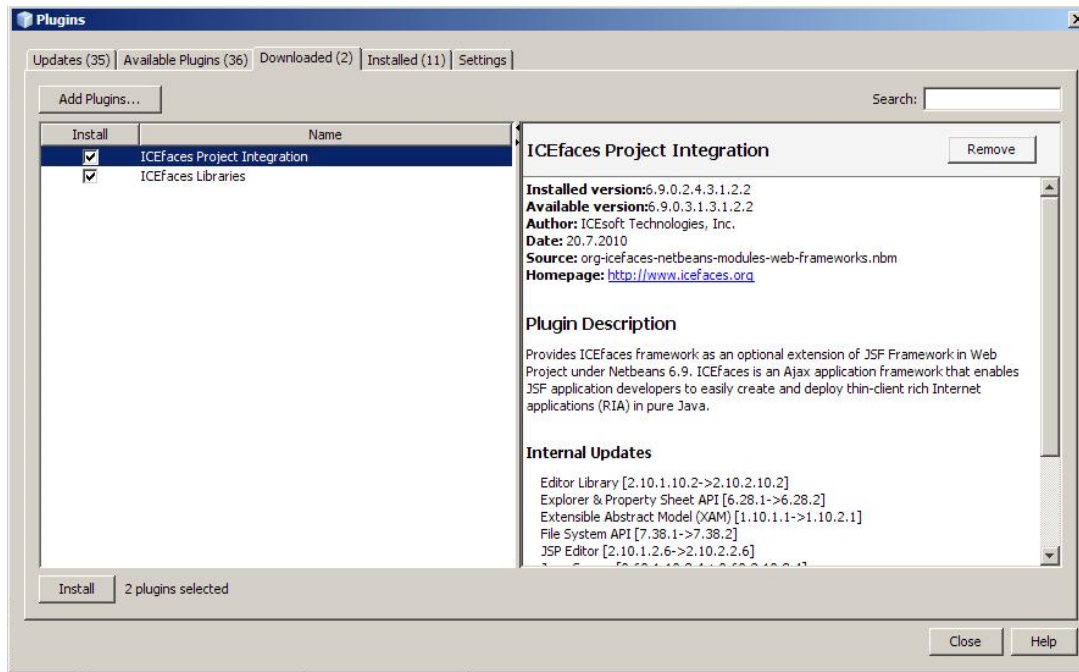 Plugins
Updates (35) Available Plugins (36) Downloaded (2) Installed (11) Settings
Add Plugins... Search:
Install Name
ICEfaces Project Integration
ICEfaces Libraries
ICEfaces Project Integration Remove
Installed version:6.9.0.2.4.3.1.2.2
Available version:6.9.0.3.1.3.1.2.2
Author: ICEsoft Technologies, Inc.
Date: 20.7.2010
Source: org-icefaces-netbeans-modules-web-frameworks.nbm
Homepage: http://www.icefaces.org
Plugin Description
Provides ICEfaces framework as an optional extension of JSF Framework in Web
Project under Netbeans 6.9. ICEfaces is an Ajax application framework that enables
JSF application developers to easily create and deploy thin-client rich Internet
applications (RIA) in pure Java.
Internal Updates
Editor Library [2.10.1.10.2->2.10.2.10.2]
Explorer & Property Sheet API [6.28.1->6.28.2]
Extensible Abstract Model (XAM) [1.10.1.1->1.10.2.1]
File System API [7.38.1->7.38.2]
JSP Editor [2.10.1.2.6->2.10.2.2.6]
Install 2 plugins selected
Close Help